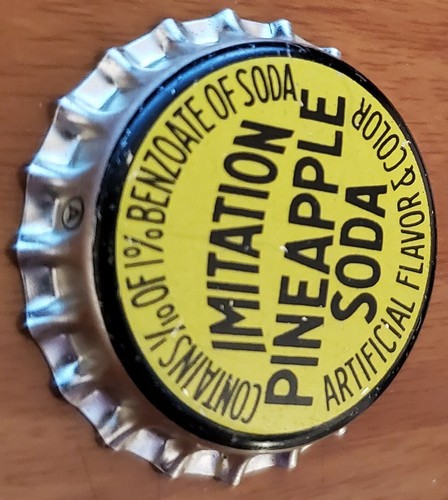 CONTAINS 1/10 OF 1% BENZOATE OF SODA
IMITATION
PINEAPPLE
SODA
ARTIFICIAL FLAVOR & COLOR
A